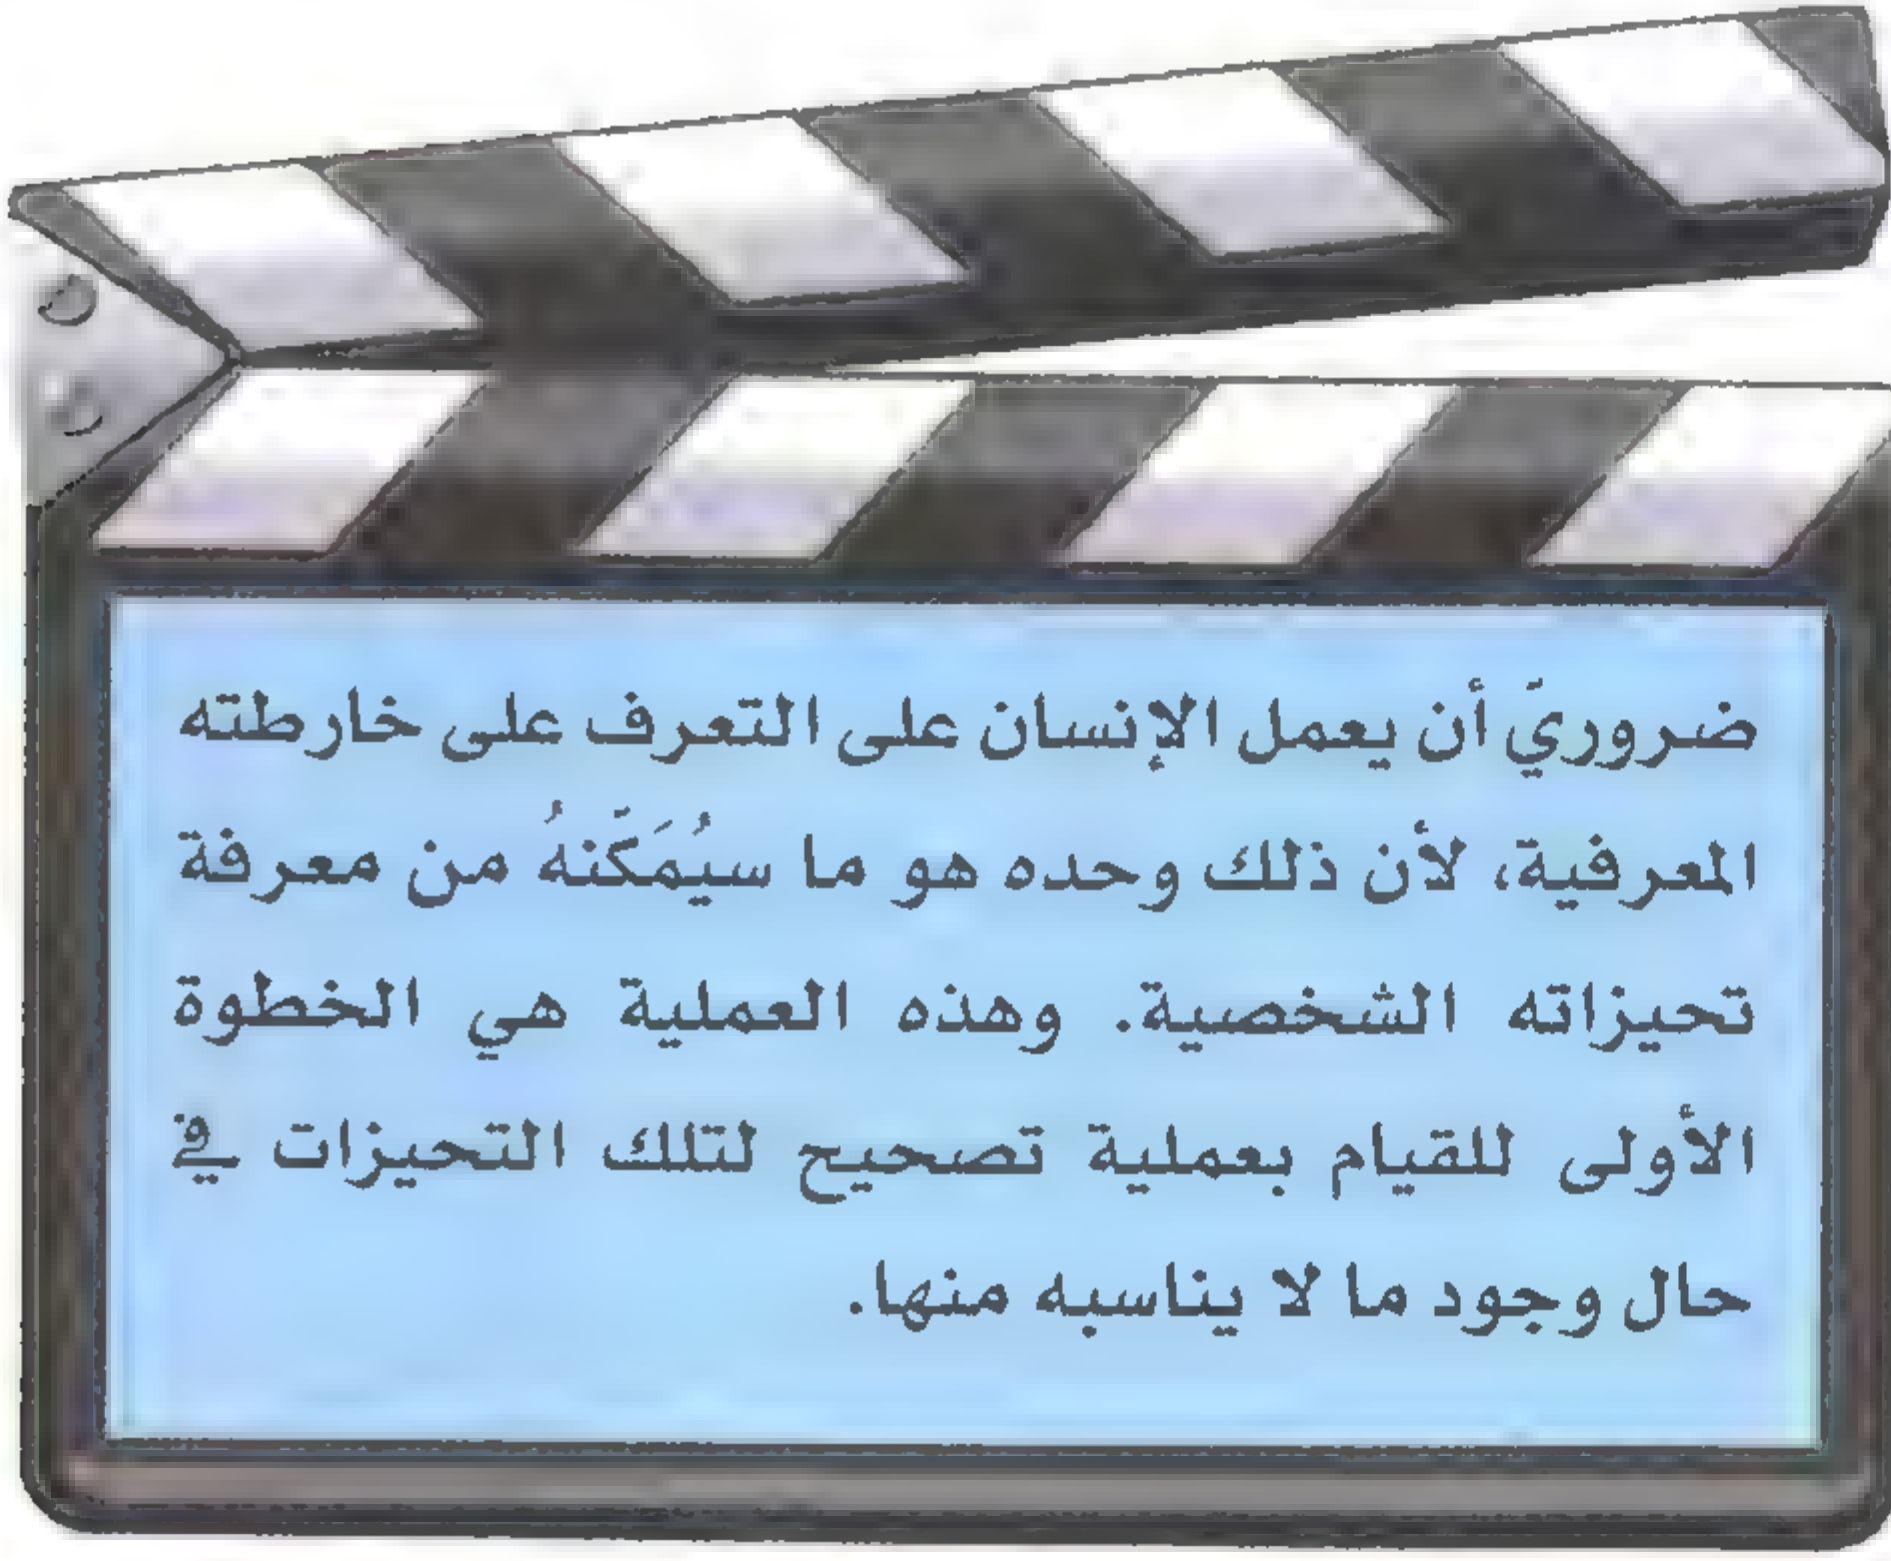 ضروريّ أن يعمل الإنسان على التعرف على خارطته
المعرفية، لأن ذلك وحده هو ما سيُمَكّنهُ من معرفة
تحيزاته الشخصية. وهذه العملية هي الخطوة
الأولى للقيام بعملية تصحيح لتلك التحيزات في
حال وجود ما لا يناسبه منها.